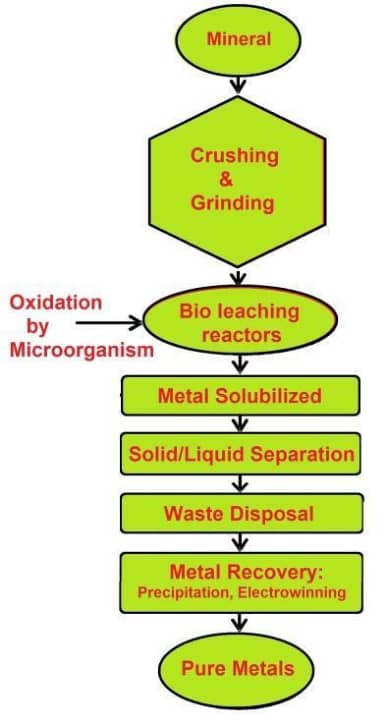 Mineral
Crushing
&
Grinding
Oxidation
by
Microorganism
Bio leaching
reactors
Metal Solubilized
Solid/Liquid Separation
Waste Disposal
Metal Recovery:
Precipitation, Electrowinning
Pure Metals